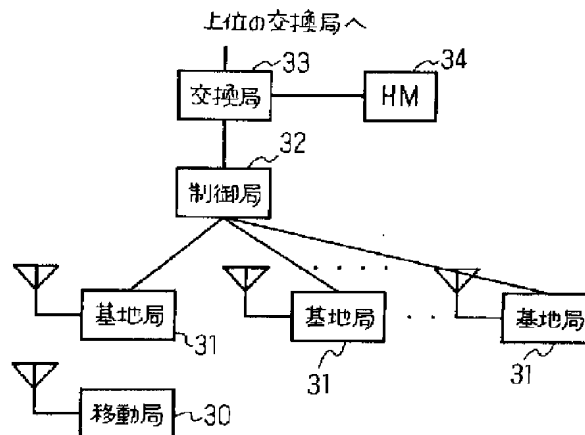 上位の交換局へ
33
34
交換局
HM
32
制御局
· · · ·
基地局
基地局
· · ·
基地局
31
31
31
移動局
30